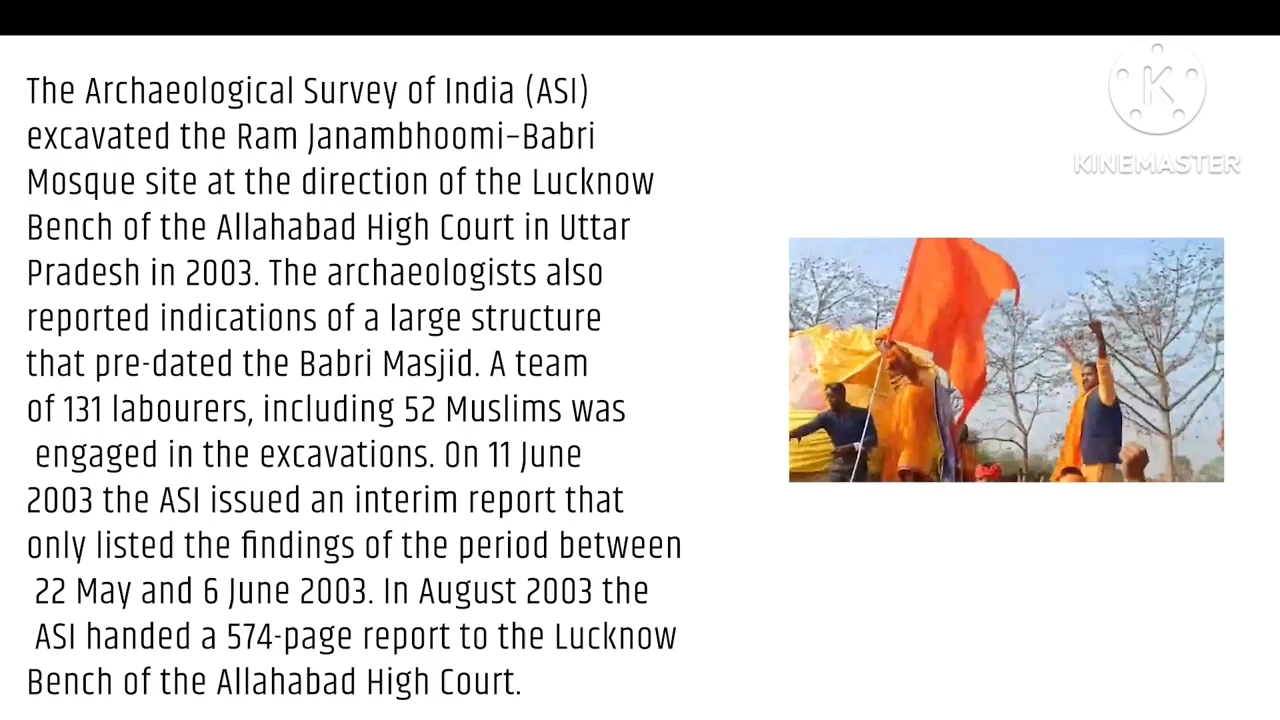 The Archaeological Survey of India (ASI)
excavated the Ram Janambhoomi–Babri
Mosque site at the direction of the Lucknow
Bench of the Allahabad High Court in Uttar
Pradesh in 2003. The archaeologists also
reported indications of a large structure
that pre-dated the Babri Masjid. A team
of 131 labourers, including 52 Muslims was
engaged in the excavations. On 11 June
2003 the ASI issued an interim report that
only listed the findings of the period between
22 May and 6 June 2003. In August 2003 the
ASI handed a 574-page report to the Lucknow
Bench of the Allahabad High Court.
K
KINEMASTER